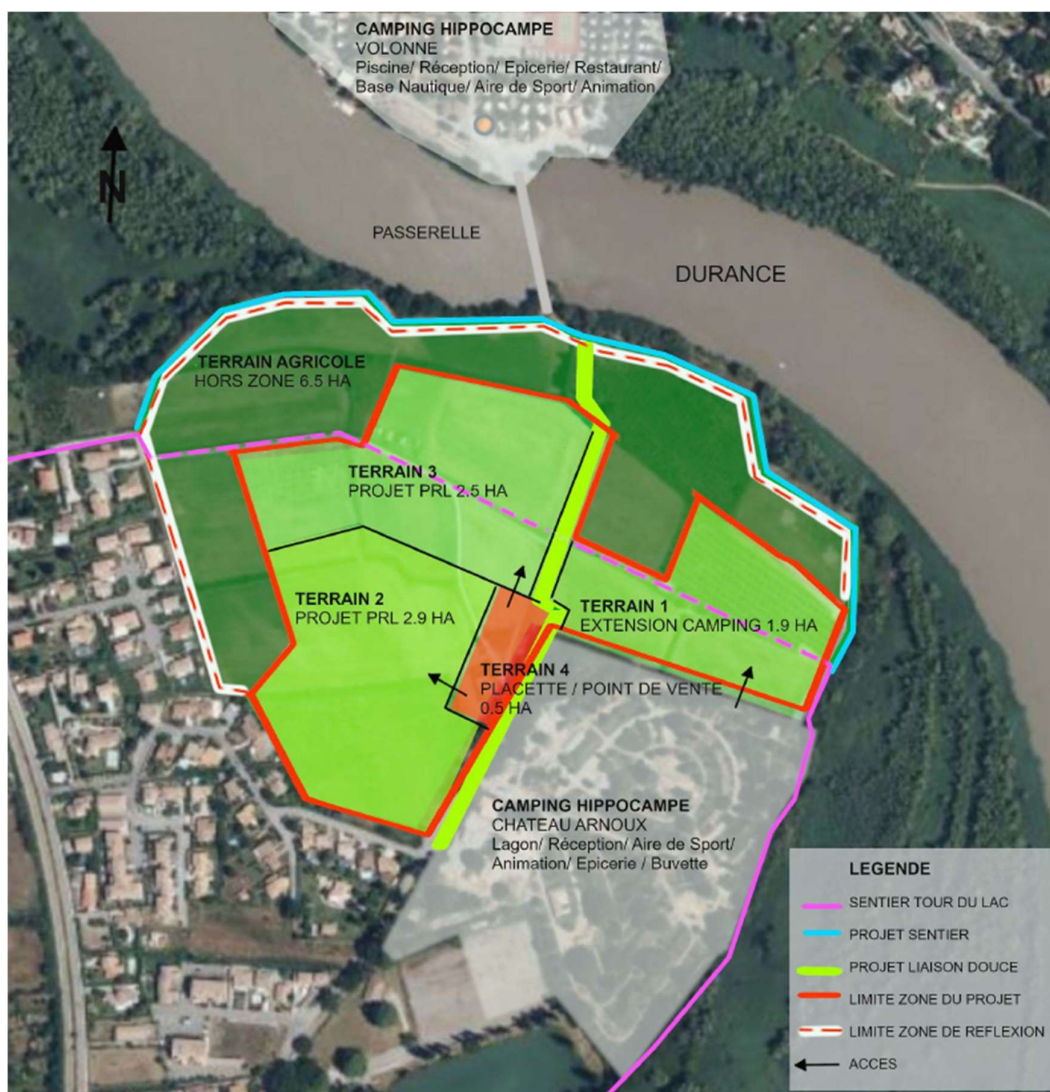 CAMPING HIPPOCAMPE
VOLONNE
Piscine/ Réception/ Epicerie/ Restaurant/
Base Nautique/ Aire de Sport/ Animation
N
PASSERELLE
DURANCE
TERRAIN AGRICOLE
HORS ZONE 6.5 HA
TERRAIN 3
PROJET PRL 2.5 HA
TERRAIN 2
PROJET PRL 2.9 HA
TERRAIN 1
EXTENSION CAMPING 1.9 HA
TERRAIN 4
PLACETTE / POINT DE VENTE
0.5 HA
CAMPING HIPPOCAMPE
CHATEAU ARNOUX
Lagon/ Réception/ Aire de Sport/
Animation/ Epicerie / Buvette
LEGENDE
SENTIER TOUR DU LAC
PROJET SENTIER
PROJET LIAISON DOUCE
LIMITE ZONE DU PROJET
LIMITE ZONE DE REFLEXION
ACCES